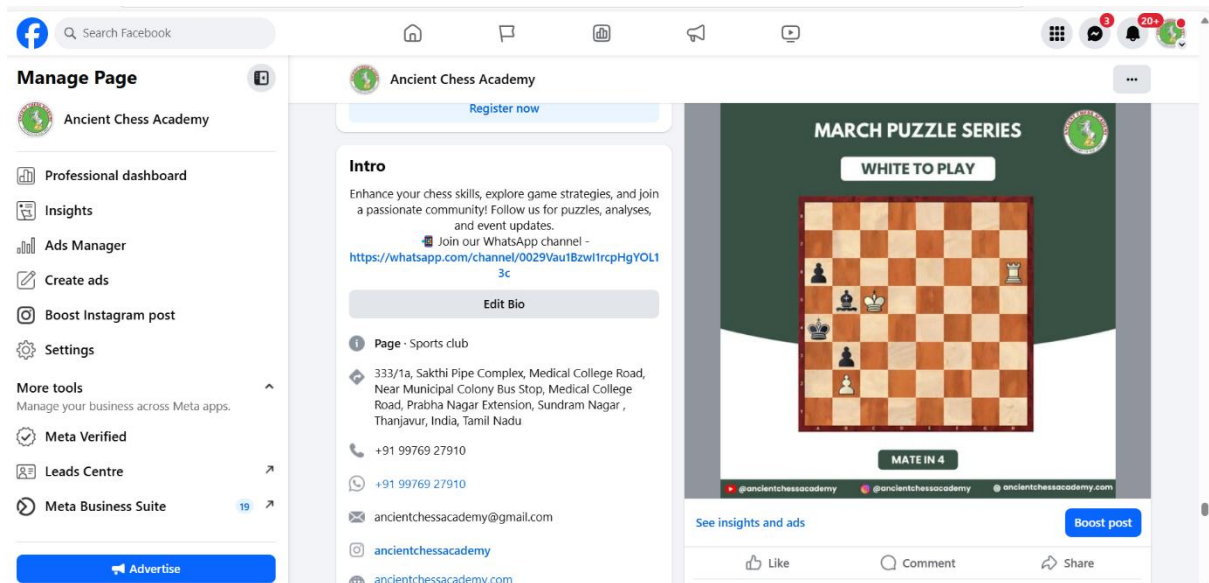 Search Facebook
3
20+
Manage Page
Ancient Chess Academy
Professional dashboard
Insights
Ads Manager
Create ads
Boost Instagram post
Settings
More tools
Manage your business across Meta apps.
Meta Verified
Leads Centre
Meta Business Suite 19
Advertise
Ancient Chess Academy
Register now
Intro
Enhance your chess skills, explore game strategies, and join
a passionate community! Follow us for puzzles, analyses,
and event updates.
Join our WhatsApp channel -
https://whatsapp.com/channel/0029Vau1BzwI1rcpHgYOL1
3c
Edit Bio
Page · Sports club
333/1a, Sakthi Pipe Complex, Medical College Road,
Near Municipal Colony Bus Stop, Medical College
Road, Prabha Nagar Extension, Sundram Nagar ,
Thanjavur, India, Tamil Nadu
+91 99769 27910
+91 99769 27910
ancientchessacademy@gmail.com
ancientchessacademy
ancientchessacademy.com
MARCH PUZZLE SERIES
WHITE TO PLAY
MATE IN 4
@ancientchessacademy @ancientchessacademy ancientchessacademy.com
See insights and ads
Boost post
Like Comment Share